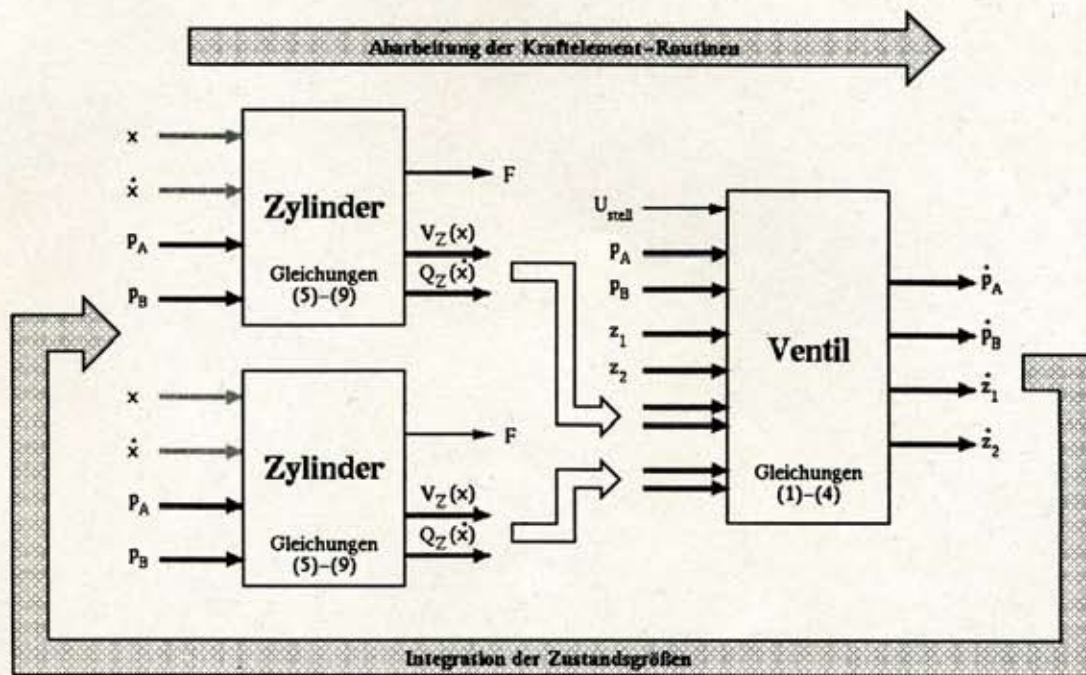 Abarbeitung der Kraftelement-Routinen
x
ẋ
p_A
p_B
Zylinder
Gleichungen
(5)-(9)
F
V_Z(x)
Q_Z(ẋ)
x
ẋ
p_A
p_B
Zylinder
Gleichungen
(5)-(9)
F
V_Z(x)
Q_Z(ẋ)
U_stell
p_A
p_B
z_1
z_2
Ventil
Gleichungen
(1)-(4)
ṗ_A
ṗ_B
ż_1
ż_2
Integration der Zustandsgrößen